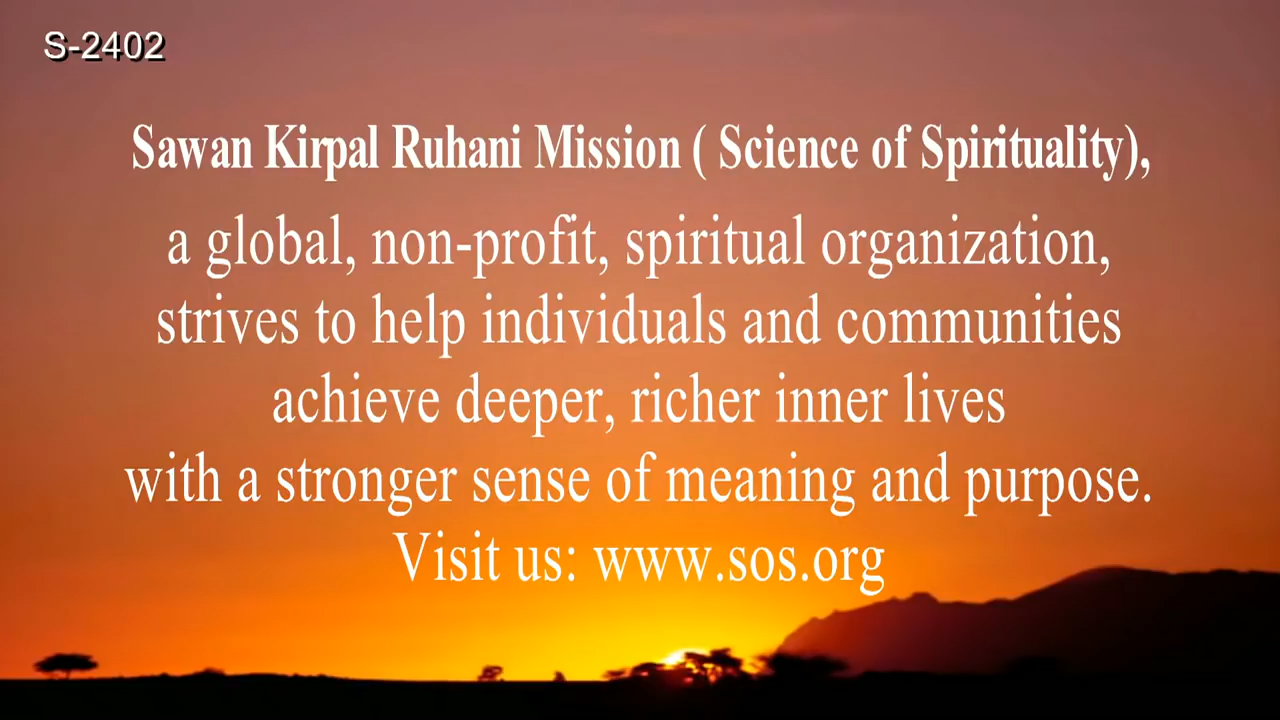 S-2402
Sawan Kirpal Ruhani Mission ( Science of Spirituality),
a global, non-profit, spiritual organization,
strives to help individuals and communities
achieve deeper, richer inner lives
with a stronger sense of meaning and purpose.
Visit us: www.sos.org